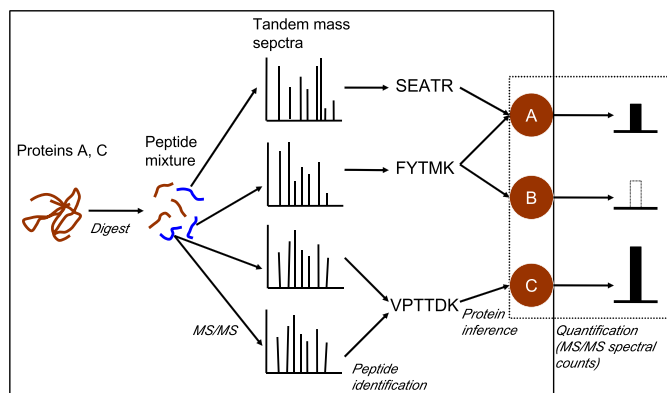 Tandem mass
sepctra
SEATR
A
Proteins A, C
Peptide
mixture
FYTMK
Digest
B
C
VPTTDK
MS/MS
Protein
inference
Quantification
(MS/MS spectral
counts)
Peptide
identification